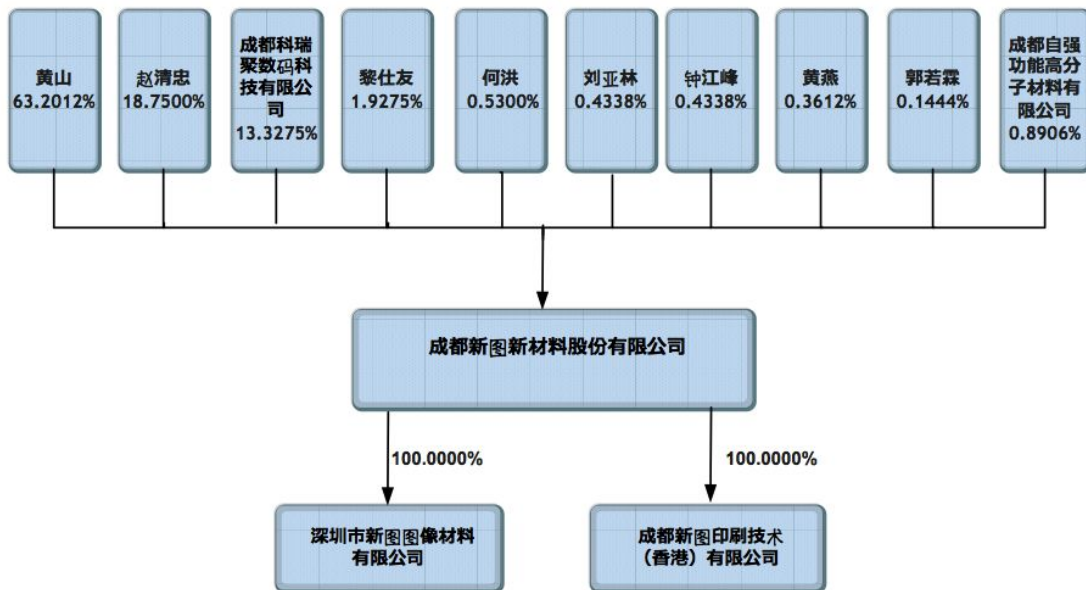 黄山
63.2012%
赵清忠
18.7500%
成都科瑞
聚数码科
技有限公
司
13.3275%
黎仕友
1.9275%
何洪
0.5300%
刘亚林
0.4338%
钟江峰
0.4338%
黄燕
0.3612%
郭若霖
0.1444%
成都自强
功能高分
子材料有
限公司
0.8906%
成都新图新材料股份有限公司
100.0000%
100.0000%
深圳市新图图像材料
有限公司
成都新图印刷技术
（香港）有限公司